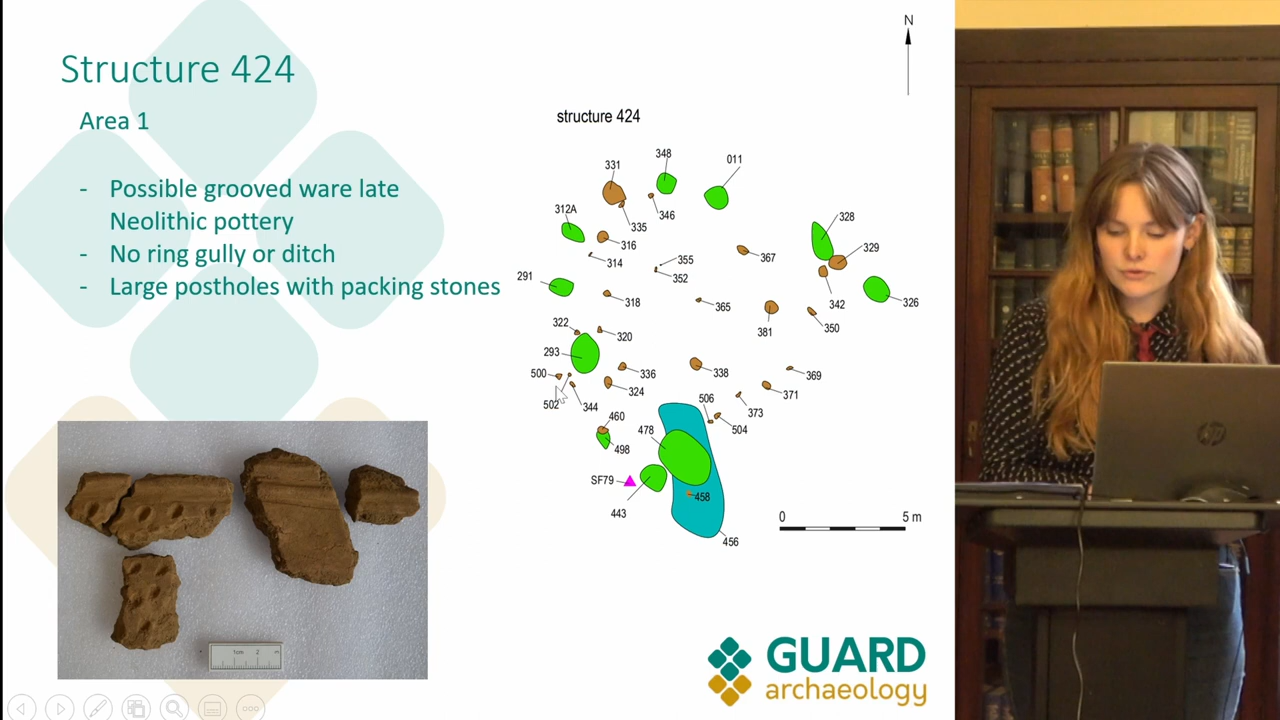 Structure 424
Area 1
- Possible grooved ware late
Neolithic pottery
- No ring gully or ditch
- Large postholes with packing stones
N
structure 424
348
011
331
312A
346
335
328
316
329
367
355
314
352
291
342
326
318
365
350
381
322
320
293
369
336
338
500
371
324
506
373
502
344
460
478
504
498
SF79
458
443
0
5 m
456
1cm
2
GUARD
archaeology
hp